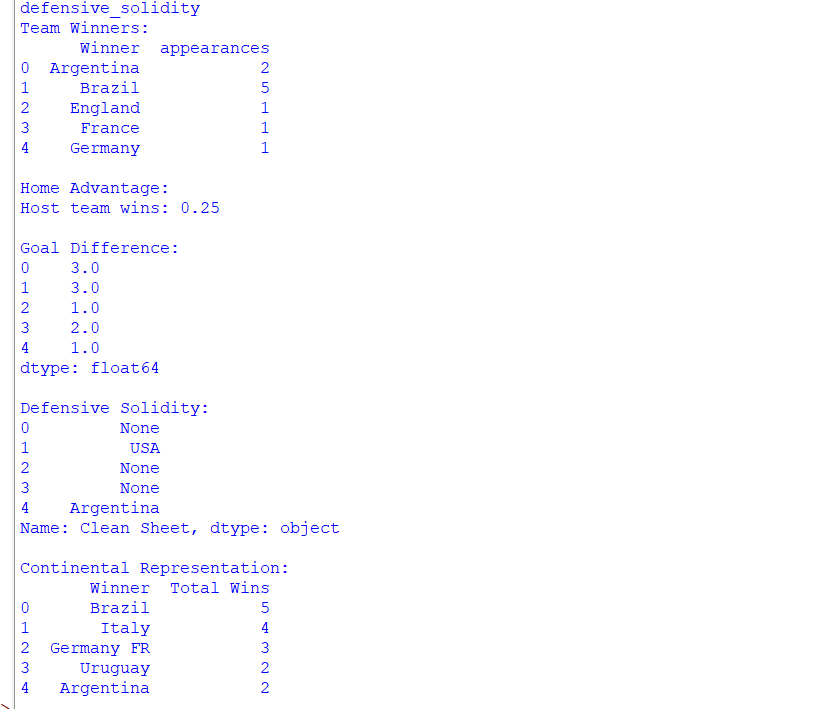 defensive_solidity
Team Winners:
      Winner  appearances
0  Argentina            2
1     Brazil            5
2    England            1
3     France            1
4    Germany            1

Home Advantage:
Host team wins: 0.25

Goal Difference:
0    3.0
1    3.0
2    1.0
3    2.0
4    1.0
dtype: float64

Defensive Solidity:
0         None
1          USA
2         None
3         None
4    Argentina
Name: Clean Sheet, dtype: object

Continental Representation:
       Winner  Total Wins
0      Brazil           5
1       Italy           4
2  Germany FR           3
3     Uruguay           2
4   Argentina           2
>